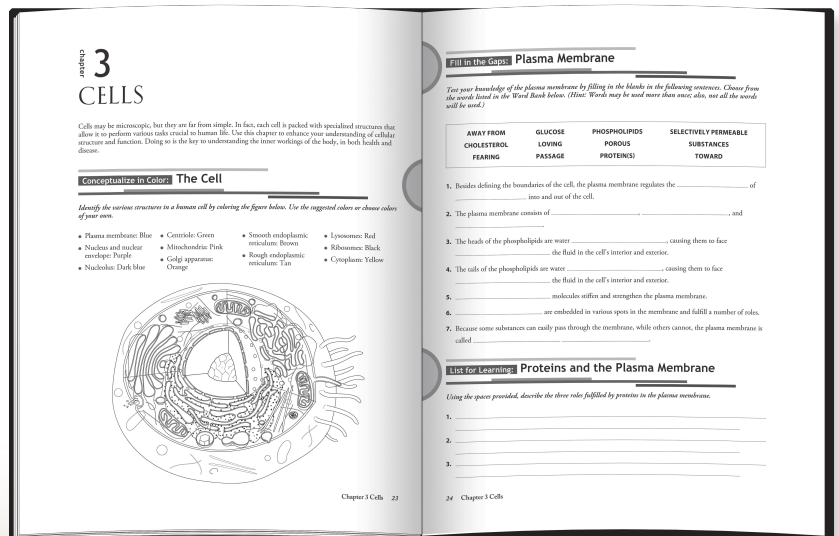 chapter
3
CELLS
Cells may be microscopic, but they are far from simple. In fact, each cell is packed with specialized structures that
allow it to perform various tasks crucial to human life. Use this chapter to enhance your understanding of cellular
structure and function. Doing so is the key to understanding the inner workings of the body, in both health and
disease.
Conceptualize in Color: The Cell
Identify the various structures in a human cell by coloring the figure below. Use the suggested colors or choose colors
of your own.
• Plasma membrane: Blue
• Nucleus and nuclear
envelope: Purple
• Nucleolus: Dark blue
• Centriole: Green
• Mitochondria: Pink
• Golgi apparatus:
Orange
• Smooth endoplasmic
reticulum: Brown
• Rough endoplasmic
reticulum: Tan
• Lysosomes: Red
• Ribosomes: Black
• Cytoplasm: Yellow
Chapter 3 Cells 23
Fill in the Gaps: Plasma Membrane
Test your knowledge of the plasma membrane by filling in the blanks in the following sentences. Choose from
the words listed in the Word Bank below. (Hint: Words may be used more than once; also, not all the words
will be used.)
AWAY FROM GLUCOSE PHOSPHOLIPIDS SELECTIVELY PERMEABLE
CHOLESTEROL LOVING POROUS SUBSTANCES
FEARING PASSAGE PROTEIN(S) TOWARD
1. Besides defining the boundaries of the cell, the plasma membrane regulates the ____ of
____ into and out of the cell.
2. The plasma membrane consists of ____, ____, and
____.
3. The heads of the phospholipids are water ____, causing them to face
____ the fluid in the cell's interior and exterior.
4. The tails of the phospholipids are water ____, causing them to face
____ the fluid in the cell's interior and exterior.
5. ____ molecules stiffen and strengthen the plasma membrane.
6. ____ are embedded in various spots in the membrane and fulfill a number of roles.
7. Because some substances can easily pass through the membrane, while others cannot, the plasma membrane is
called ____ ____.
List for Learning: Proteins and the Plasma Membrane
Using the spaces provided, describe the three roles fulfilled by proteins in the plasma membrane.
1.
2.
3.
24 Chapter 3 Cells